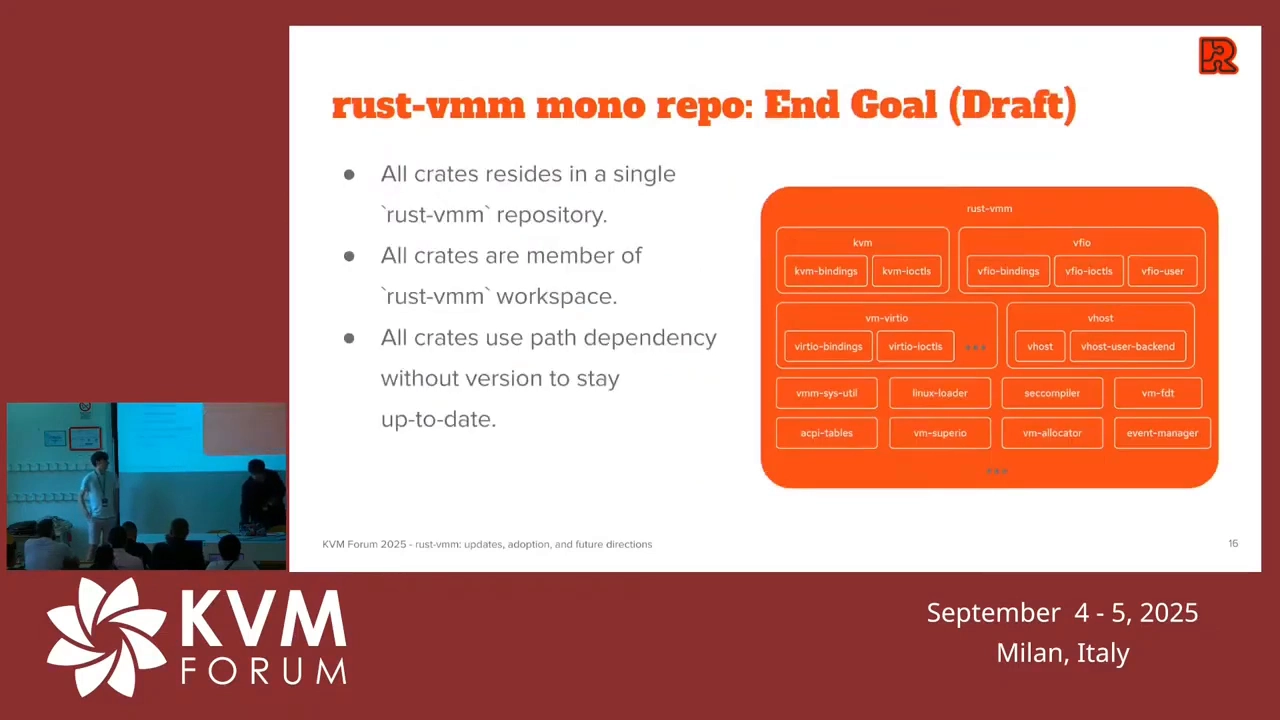 rust-vmm mono repo: End Goal (Draft)
● All crates resides in a single
`rust-vmm` repository.
● All crates are member of
`rust-vmm` workspace.
● All crates use path dependency
without version to stay
up-to-date.
rust-vmm
kvm
kvm-bindings
kvm-ioctls
vfio
vfio-bindings
vfio-ioctls
vfio-user
vm-virtio
virtio-bindings
virtio-ioctls
•••
vhost
vhost
vhost-user-backend
vmm-sys-util
linux-loader
seccompiler
vm-fdt
acpi-tables
vm-superio
vm-allocator
event-manager
•••
KVM Forum 2025 - rust-vmm: updates, adoption, and future directions
16
KVM
FORUM
September 4 - 5, 2025
Milan, Italy